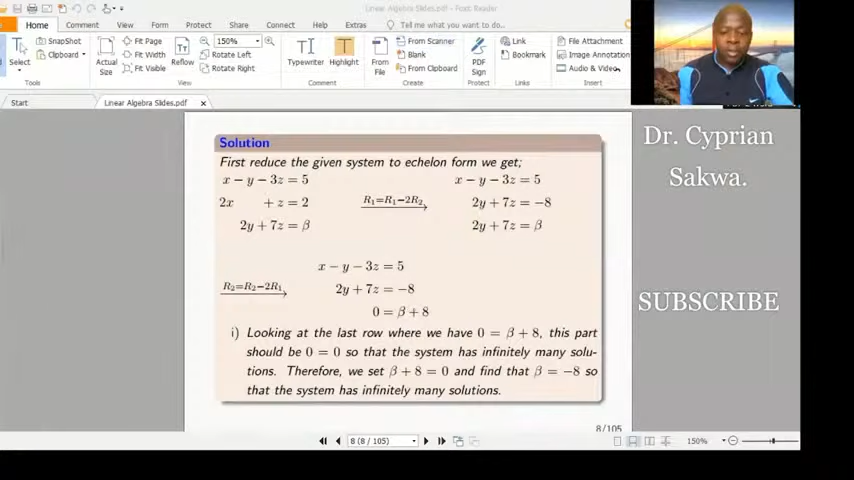 Linear Algebra Slides.pdf - Foxit Reader
Home Comment View Form Protect Share Connect Help Extras Tell me what you want to do...
Select
SnapShot
Clipboard
Tools
Actual Size
Fit Page
Fit Width
Fit Visible
Reflow
150%
Rotate Left
Rotate Right
View
Typewriter
Highlight
Comment
From File
From Scanner
Blank
From Clipboard
Create
PDF Sign
Protect
Link
Bookmark
Links
File Attachment
Image Annotation
Audio & Video
Insert
Start Linear Algebra Slides.pdf
Dr. Cyprian
Sakwa.
SUBSCRIBE
Solution
First reduce the given system to echelon form we get;
x − y − 3z = 5 x − y − 3z = 5
2x + z = 2 R₁=R₁−2R₂ 2y + 7z = −8
2y + 7z = β 2y + 7z = β
x − y − 3z = 5
R₂=R₂−2R₁ 2y + 7z = −8
0 = β + 8
i) Looking at the last row where we have 0 = β + 8, this part
should be 0 = 0 so that the system has infinitely many solu-
tions. Therefore, we set β + 8 = 0 and find that β = −8 so
that the system has infinitely many solutions.
8/105
8 (8 / 105) 150%